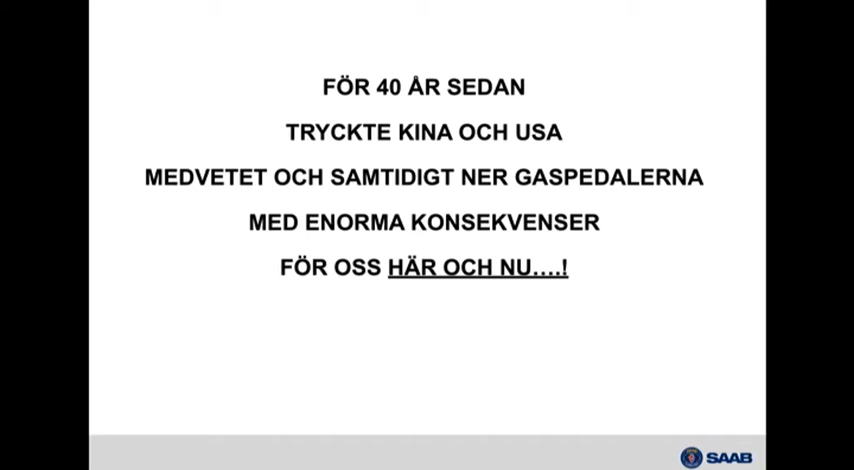 FÖR 40 ÅR SEDAN
TRYCKTE KINA OCH USA
MEDVETET OCH SAMTIDIGT NER GASPEDALERNA
MED ENORMA KONSEKVENSER
FÖR OSS HÄR OCH NU….!
SAAB